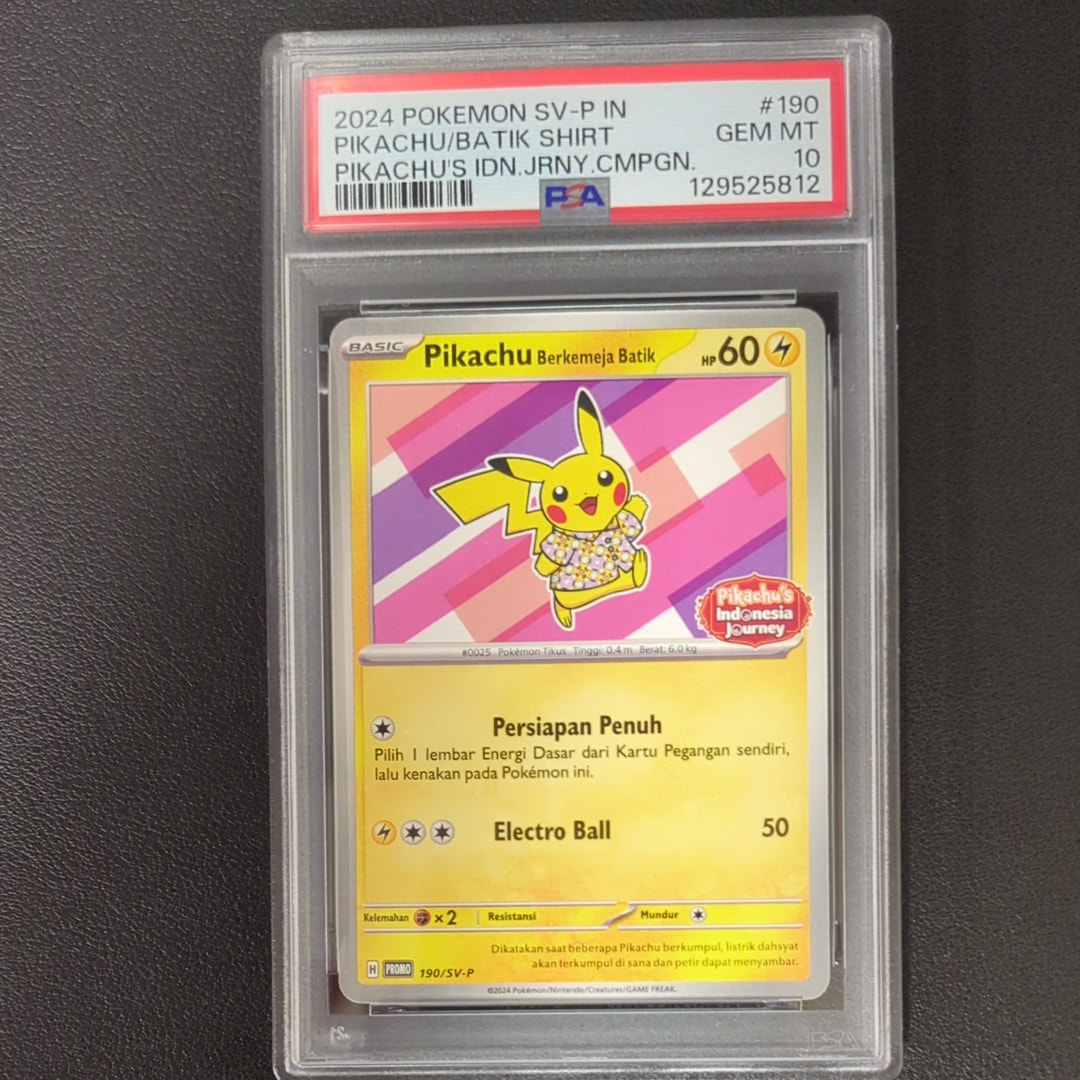 2024 POKEMON SV-P IN #190
PIKACHU/BATIK SHIRT GEM MT
PIKACHU'S IDN.JRNY.CMPGN. 10
PSA 129525812
BASIC Pikachu Berkemeja Batik HP 60
Pikachu's
Indonesia
Journey
#0025 Pokémon Tikus Tinggi: 0.4 m Berat: 6.0 kg
Persiapan Penuh
Pilih 1 lembar Energi Dasar dari Kartu Pegangan sendiri,
lalu kenakan pada Pokémon ini.
Electro Ball 50
Kelemahan ×2 Resistansi Mundur
Dikatakan saat beberapa Pikachu berkumpul, listrik dahsyat
akan terkumpul di sana dan petir dapat menyambar.
H PROMO 190/SV-P
©2024 Pokémon/Nintendo/Creatures/GAME FREAK.